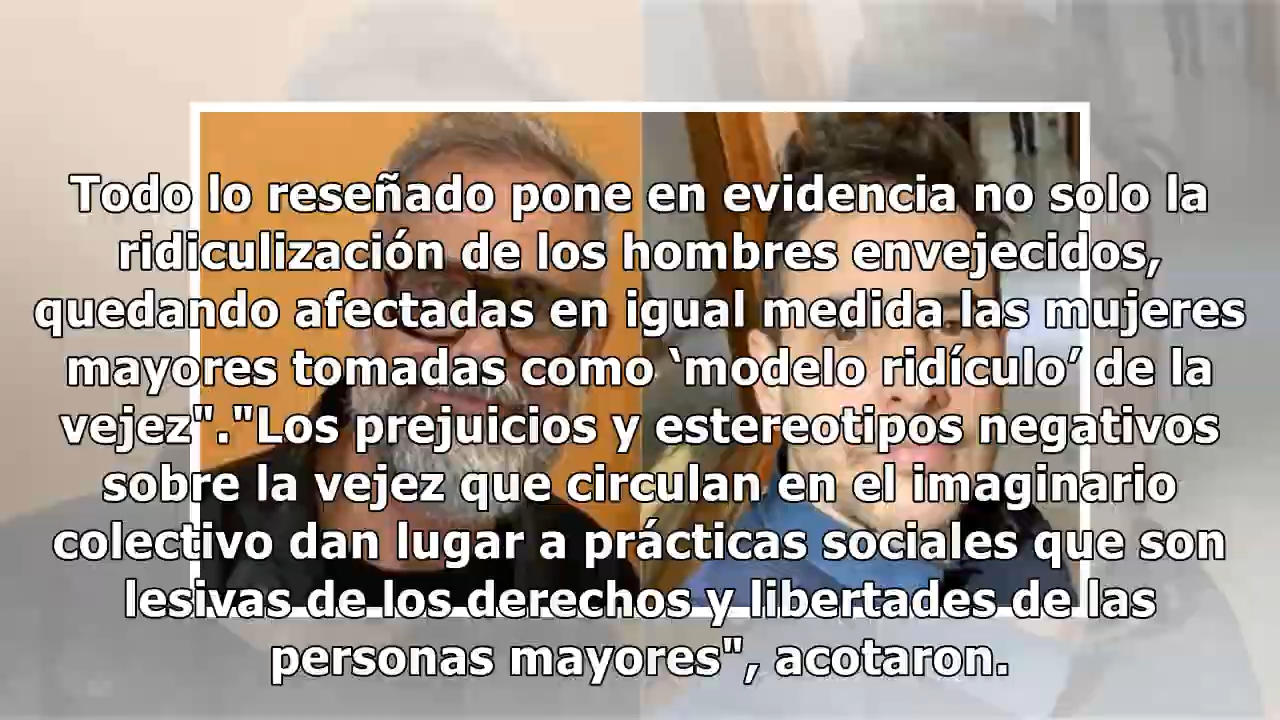 Todo lo reseñado pone en evidencia no solo la
ridiculización de los hombres envejecidos,
quedando afectadas en igual medida las mujeres
mayores tomadas como ‘modelo ridículo’ de la
vejez"."Los prejuicios y estereotipos negativos
sobre la vejez que circulan en el imaginario
colectivo dan lugar a prácticas sociales que son
lesivas de los derechos y libertades de las
personas mayores", acotaron.